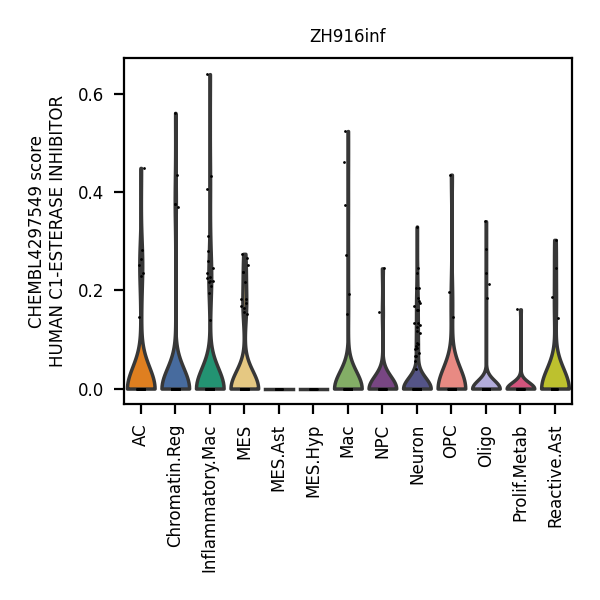 ZH916inf
CHEMBL4297549 score
HUMAN C1-ESTERASE INHIBITOR
0.6
0.4
0.2
0.0
AC
Chromatin.Reg
Inflammatory.Mac
MES
MES.Ast
MES.Hyp
Mac
NPC
Neuron
OPC
Oligo
Prolif.Metab
Reactive.Ast